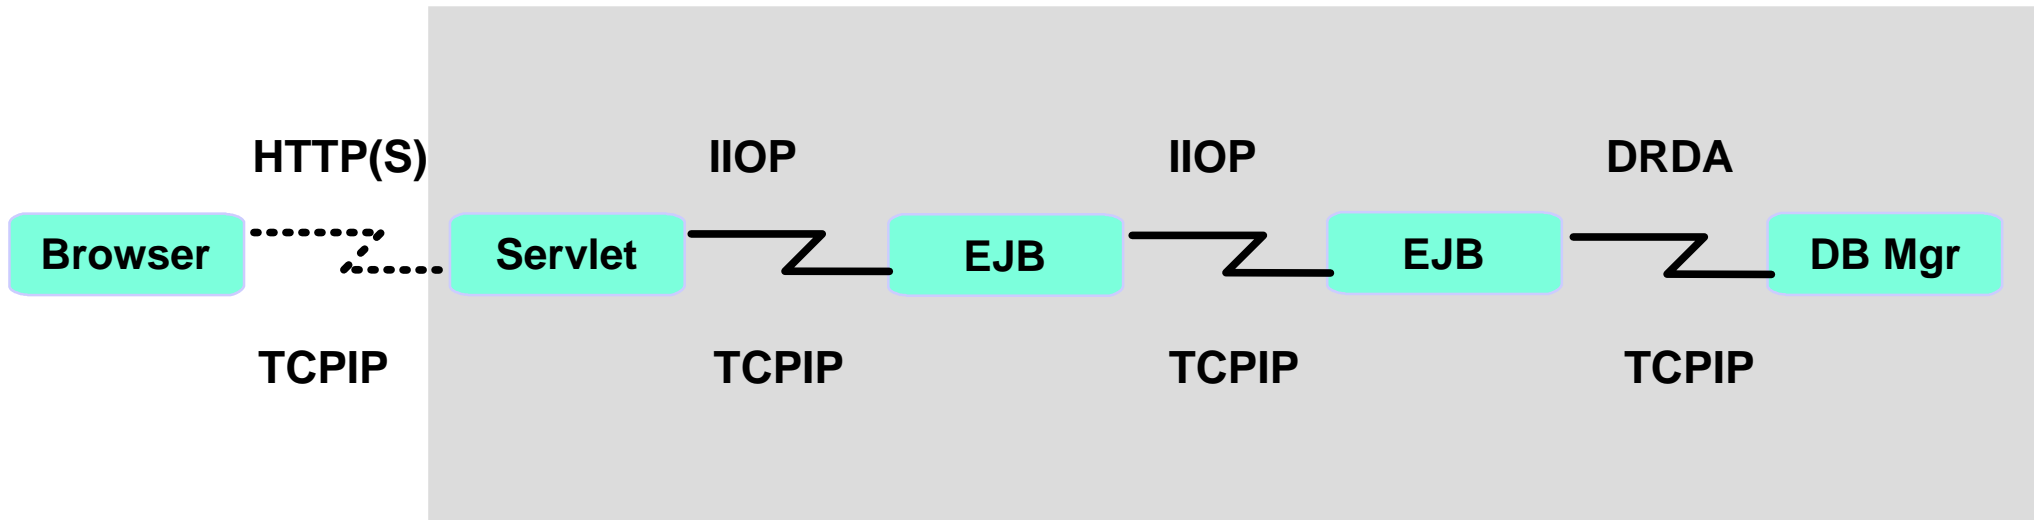 HTTP(S) IIOP IIOP DRDA
Browser Servlet EJB EJB DB Mgr
TCPIP TCPIP TCPIP TCPIP